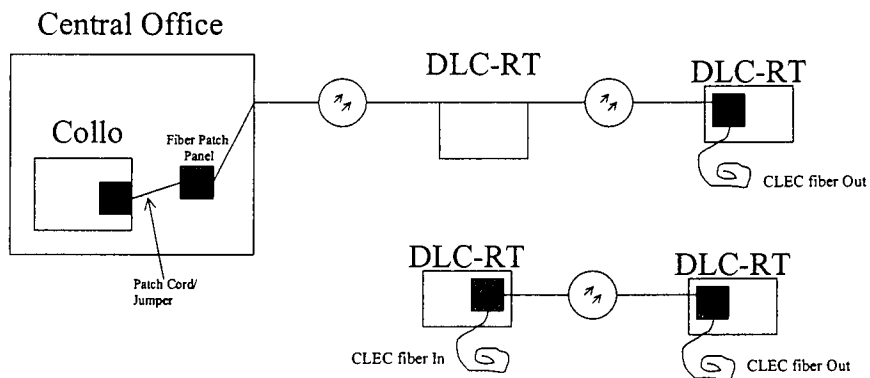 Central Office
DLC-RT
DLC-RT
Collo
Fiber Patch
Panel
CLEC fiber Out
Patch Cord/
Jumper
DLC-RT
DLC-RT
CLEC fiber In
CLEC fiber Out